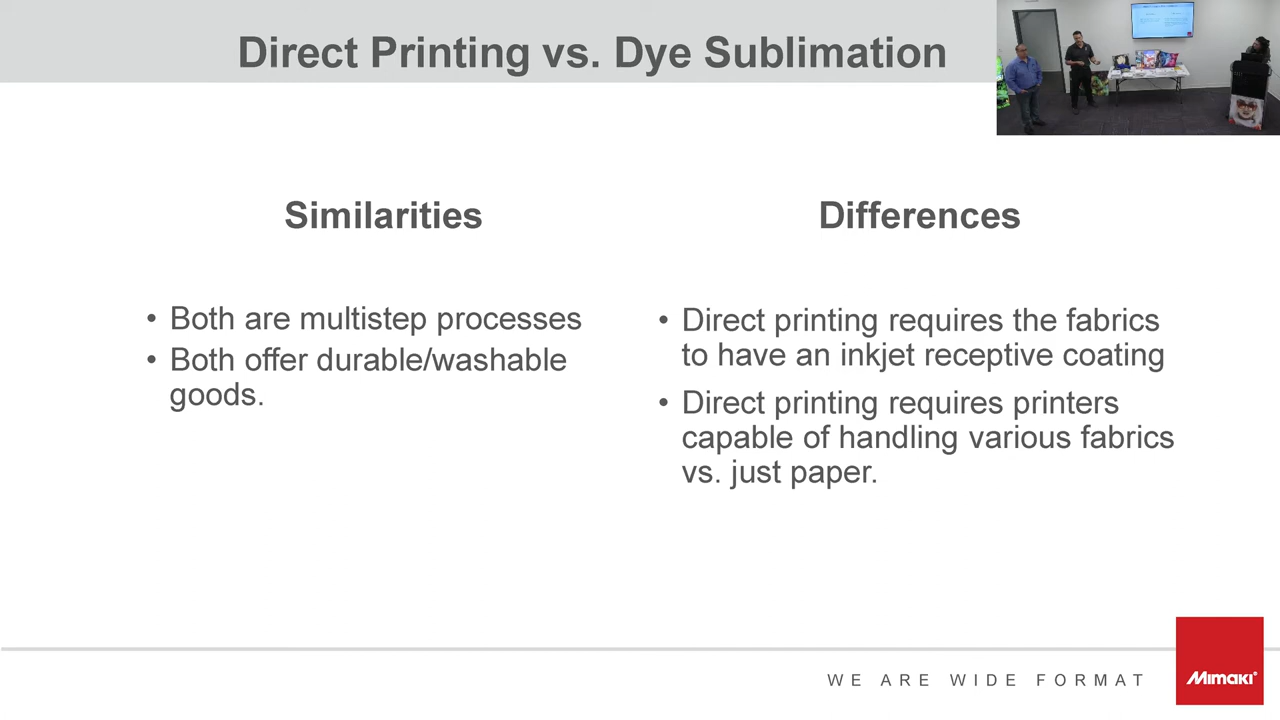 Direct Printing vs. Dye Sublimation
Similarities
• Both are multistep processes
• Both offer durable/washable
goods.
Differences
• Direct printing requires the fabrics
to have an inkjet receptive coating
• Direct printing requires printers
capable of handling various fabrics
vs. just paper.
WE ARE WIDE FORMAT
Mimaki®